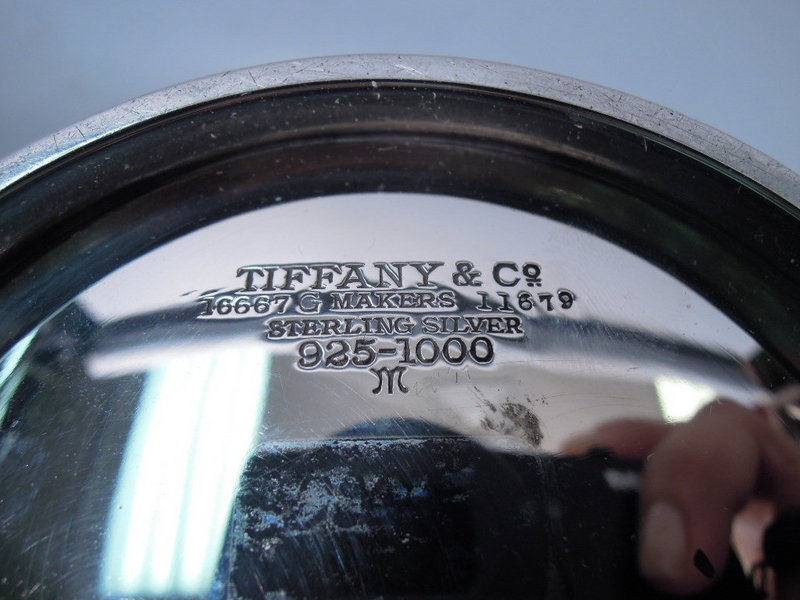 TIFFANY & Co.
16667 G MAKERS 11679
STERLING SILVER
925-1000
M